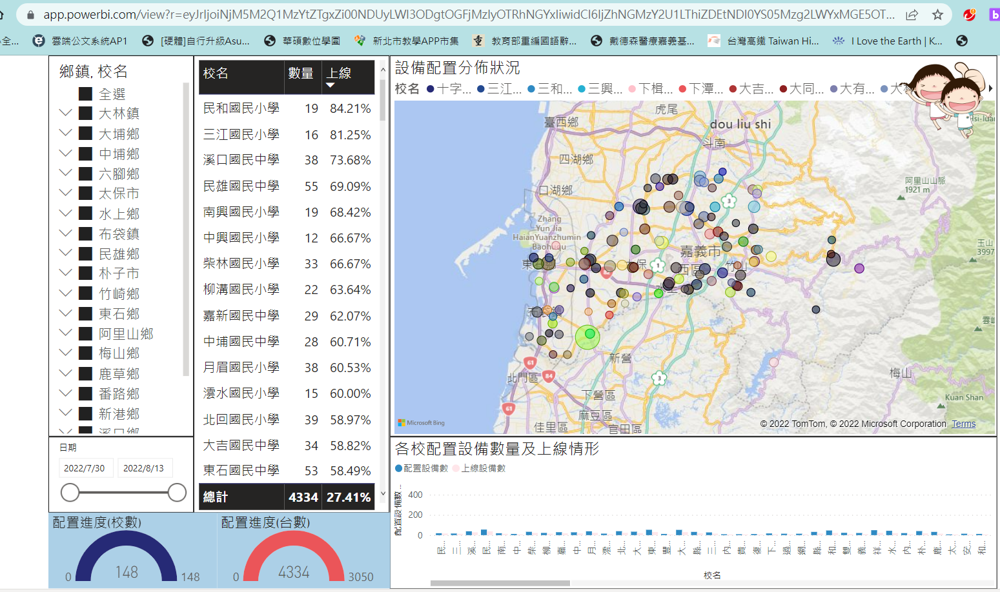 app.powerbi.com/view?r=eyJrIjoiNjM5M2Q1MzYtZTgxZi00NDUyLWI3ODgtOGFjMzIyOTRhNGYxIiwidCI6IjZhNGMzY2U1LThiZDEtNDI0YS05Mzg2LWYxMGE5OT...
全... 雲端公文系統AP1 [硬體]自行升級Asu... 華碩數位學園 新北市教學APP市集 教育部重編國語辭... 戴德森醫療嘉義基... 台灣高鐵 Taiwan Hi... I Love the Earth | K...
鄉鎮, 校名
全選
大林鎮
大埔鄉
中埔鄉
六腳鄉
太保市
水上鄉
布袋鎮
民雄鄉
朴子市
竹崎鄉
東石鄉
阿里山鄉
梅山鄉
鹿草鄉
番路鄉
新港鄉
溪口鄉
日期
2022/7/30 2022/8/13
校名 數量 上線
民和國民小學 19 84.21%
三江國民小學 16 81.25%
溪口國民中學 38 73.68%
民雄國民中學 55 69.09%
南興國民小學 19 68.42%
中興國民小學 12 66.67%
柴林國民小學 33 66.67%
柳溝國民小學 22 63.64%
嘉新國民中學 29 62.07%
中埔國民中學 28 60.71%
月眉國民小學 38 60.53%
澐水國民小學 15 60.00%
北回國民小學 39 58.97%
大吉國民中學 34 58.82%
東石國民中學 53 58.49%
總計 4334 27.41%
配置進度(校數)
148
0 148
配置進度(台數)
4334
0 3050
設備配置分佈狀況
校名 十字... 三江... 三和... 三興... 下楫... 下潭... 大吉... 大同... 大有...
虎尾
臺西鄉
dou liu shi
斗南
四湖鄉
口湖鄉
阿里山山脈
1921 m
3
Zhang
Yun Jia
HaianYuanzhumin
Baohuqu
玉山
3997
嘉義市
1
西區
竹山
新營
61
84
北門區
3
梅山
下營區
Kuan Shan
61
麻豆區
佳里區
官田區
Microsoft Bing
© 2022 TomTom, © 2022 Microsoft Corporation Terms
各校配置設備數量及上線情形
配置設備數 上線設備數
配置設備數...
400
200
0
民... 三... 溪... 民... 南... 中... 柴... 柳... 嘉... 中... 月... 澐... 北... 大... 東... 豐... 大... 縣... 三... 內... 貴... 復... 下... 過... 網... 縣... 和... 雙... 義... 祥... 水... 內... 朴... 鹿... 太... 安... 和...
校名